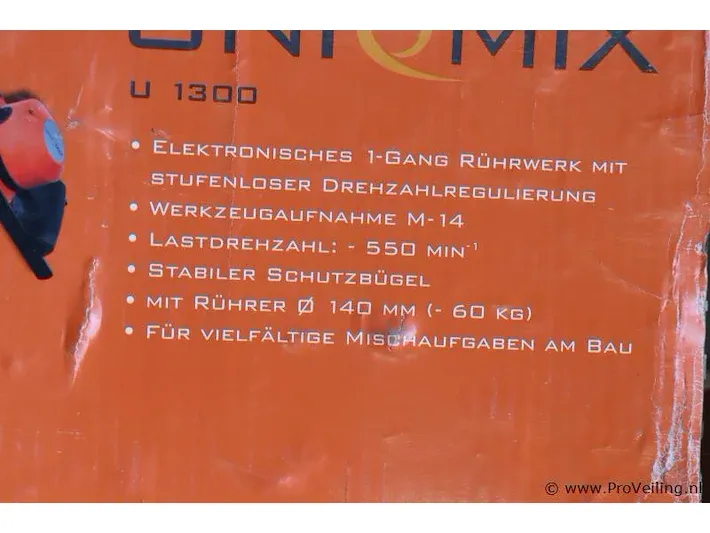 UNIQMIX
U 1300
• ELEKTRONISCHES 1-GANG RÜHRWERK MIT
STUFENLOSER DREHZAHLREGULIERUNG
• WERKZEUGAUFNAHME M-14
• LASTDREHZAHL: - 550 MIN⁻¹
• STABILER SCHUTZBÜGEL
• MIT RÜHRER Ø 140 MM (- 60 KG)
• FÜR VIELFÄLTIGE MISCHAUFGABEN AM BAU
© www.ProVeiling.nl